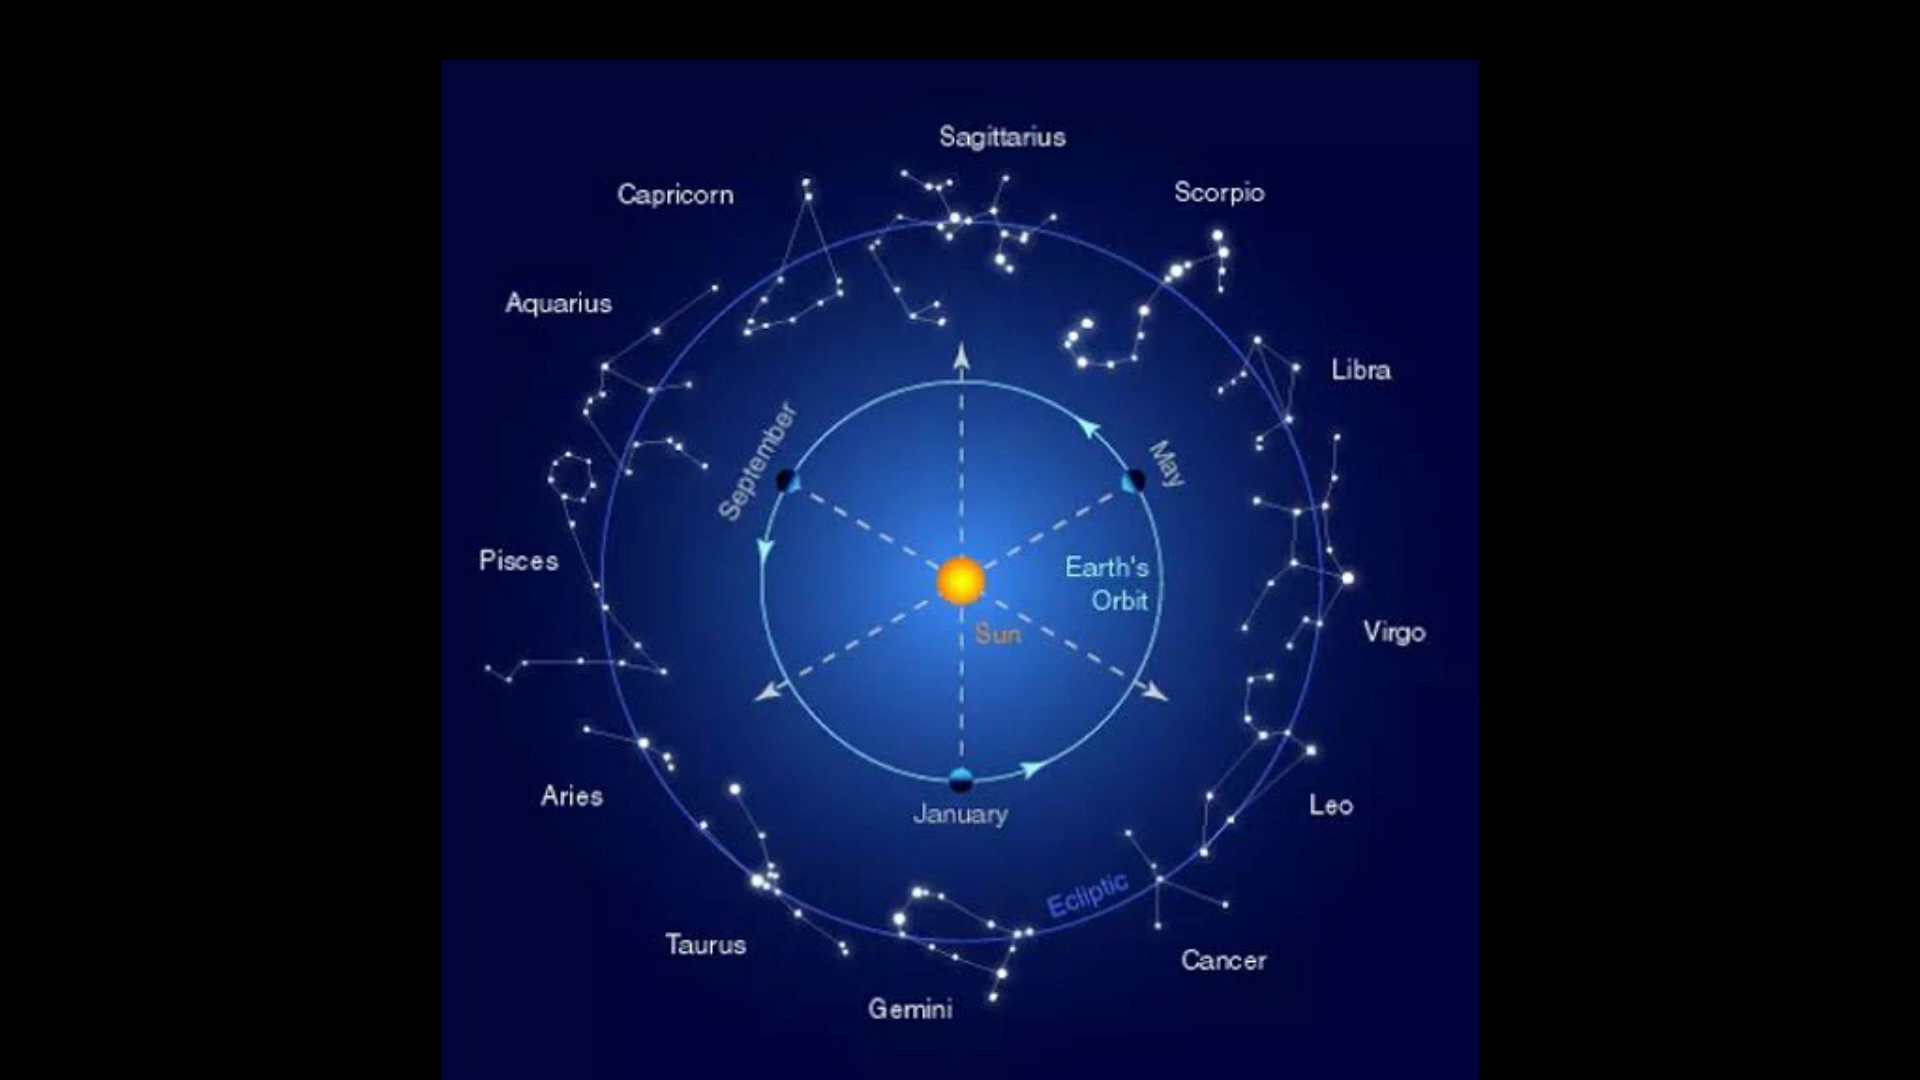 Sagittarius
Capricorn
Scorpio
Aquarius
Libra
September
May
Pisces
Earth's
Orbit
Sun
Virgo
Aries
January
Leo
Ecliptic
Taurus
Cancer
Gemini